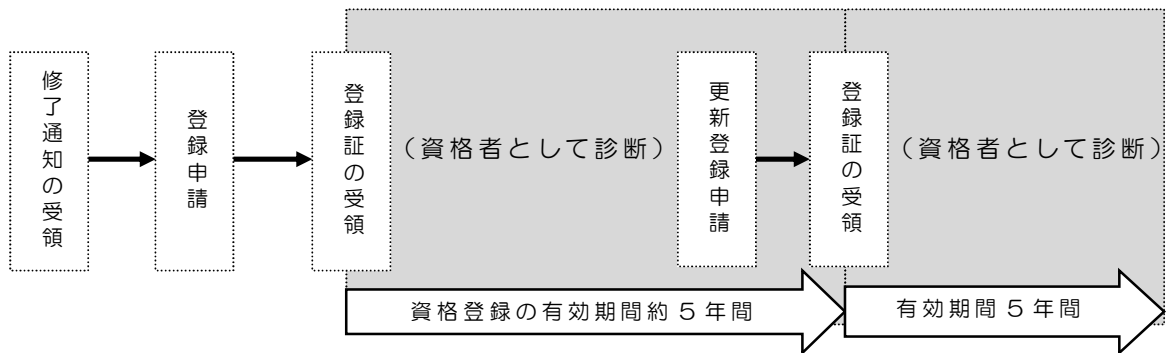 修了通知の受領
登録申請
登録証の受領
（資格者として診断）
更新登録申請
登録証の受領
（資格者として診断）
資格登録の有効期間約５年間
有効期間５年間